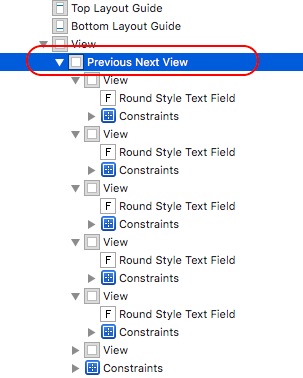 Top Layout Guide
Bottom Layout Guide
View
Previous Next View
View
F Round Style Text Field
Constraints
View
F Round Style Text Field
Constraints
View
F Round Style Text Field
Constraints
View
F Round Style Text Field
Constraints
View
F Round Style Text Field
Constraints
View
Constraints